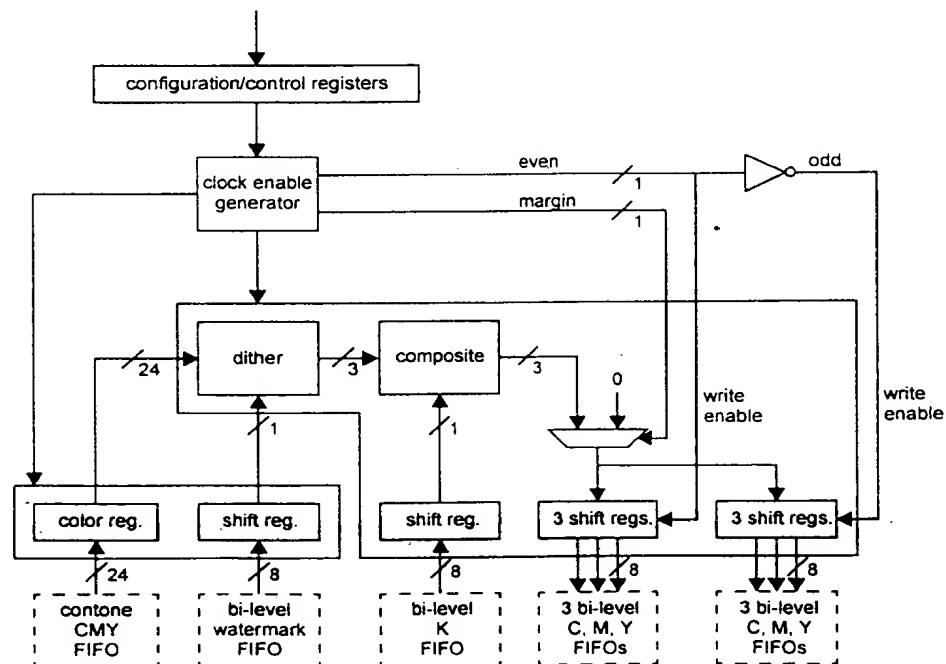 configuration/control registers
clock enable
generator
even
1
odd
margin
1
dither
composite
24
3
3
0
write
enable
write
enable
1
1
color reg.
shift reg.
shift reg.
3 shift regs.
3 shift regs.
24
8
8
8
8
contone
CMY
FIFO
bi-level
watermark
FIFO
bi-level
K
FIFO
3 bi-level
C, M, Y
FIFOs
3 bi-level
C, M, Y
FIFOs